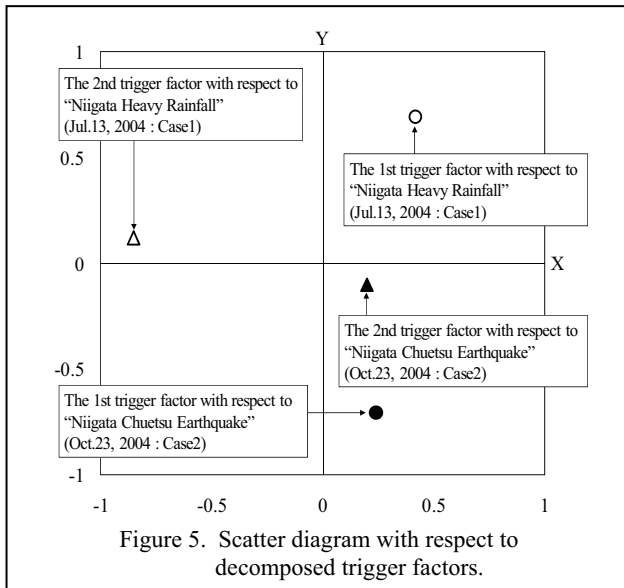 Y
1
The 2nd trigger factor with respect to
“Niigata Heavy Rainfall”
(Jul.13, 2004 : Case1)
0.5
The 1st trigger factor with respect to
“Niigata Heavy Rainfall”
(Jul.13, 2004 : Case1)
0
X
The 2nd trigger factor with respect to
“Niigata Chuetsu Earthquake”
(Oct.23, 2004 : Case2)
-0.5
The 1st trigger factor with respect to
“Niigata Chuetsu Earthquake”
(Oct.23, 2004 : Case2)
-1
-1 -0.5 0 0.5 1
Figure 5. Scatter diagram with respect to
decomposed trigger factors.